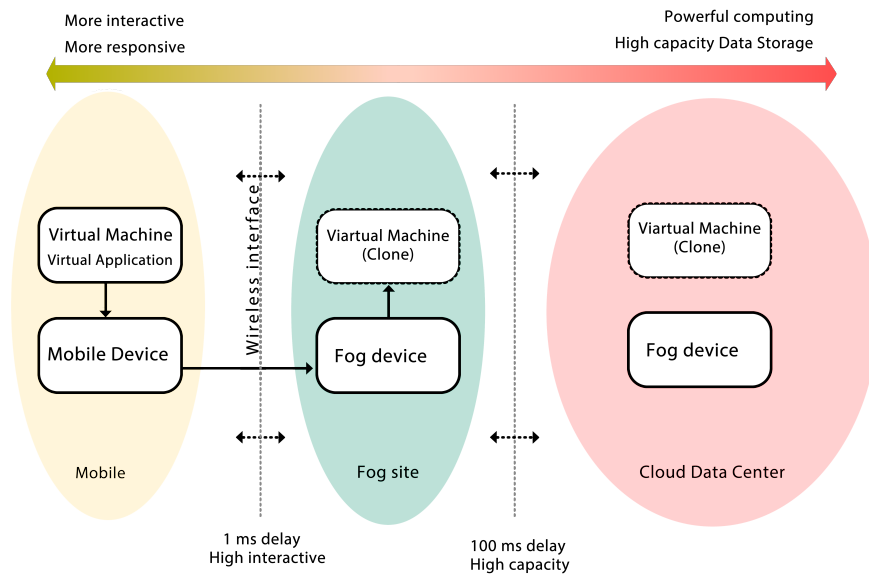 More interactive
More responsive
Powerful computing
High capacity Data Storage
Virtual Machine
Virtual Application
Mobile Device
Mobile
Wireless interface
Viartual Machine
(Clone)
Fog device
Fog site
Viartual Machine
(Clone)
Fog device
Cloud Data Center
1 ms delay
High interactive
100 ms delay
High capacity